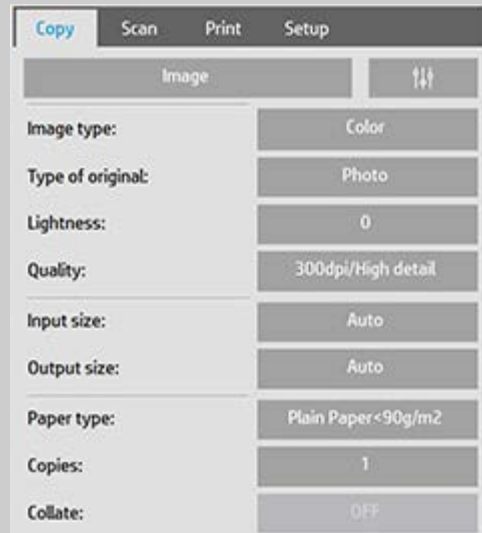 Copy Scan Print Setup
Image
Image type: Color
Type of original: Photo
Lightness: 0
Quality: 300dpi/High detail
Input size: Auto
Output size: Auto
Paper type: Plain Paper<90g/m2
Copies: 1
Collate: OFF